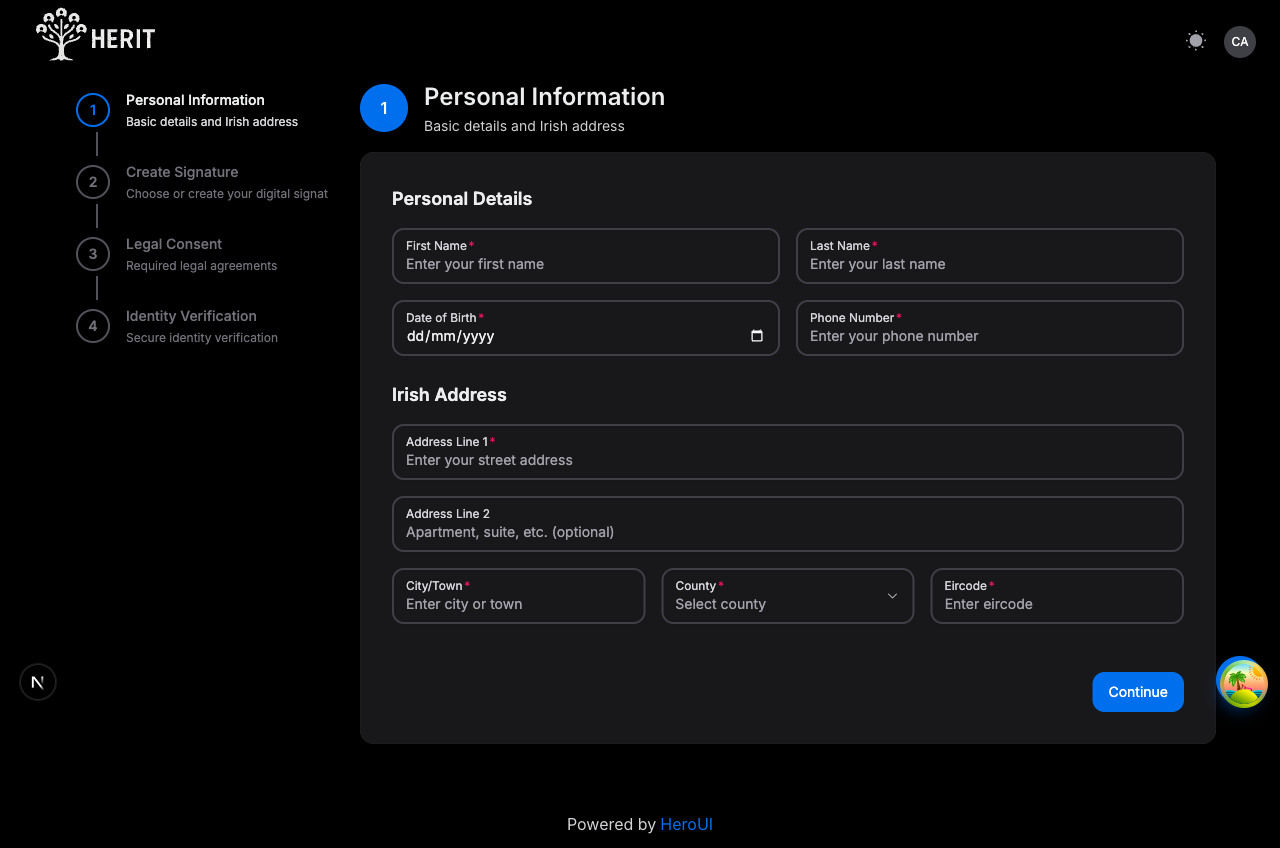 HERIT
CA
1
Personal Information
Basic details and Irish address
2
Create Signature
Choose or create your digital signat
3
Legal Consent
Required legal agreements
4
Identity Verification
Secure identity verification
1
Personal Information
Basic details and Irish address
Personal Details
First Name*
Enter your first name
Last Name*
Enter your last name
Date of Birth*
dd/mm/yyyy
Phone Number*
Enter your phone number
Irish Address
Address Line 1*
Enter your street address
Address Line 2
Apartment, suite, etc. (optional)
City/Town*
Enter city or town
County*
Select county
Eircode*
Enter eircode
N
Continue
Powered by HeroUI